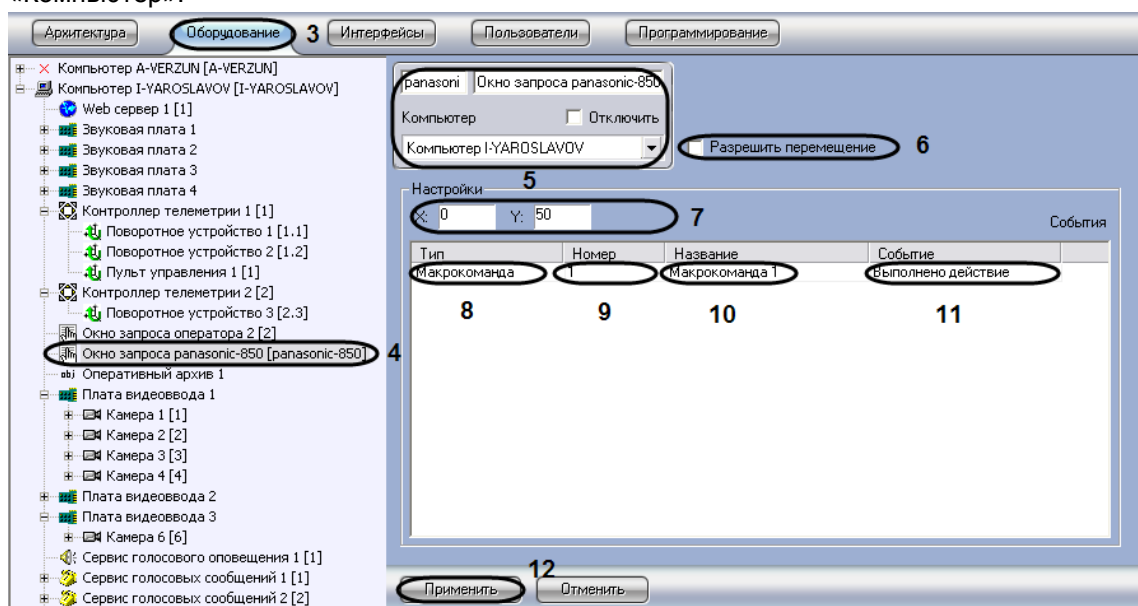 «Компьютер».
Архитектура Оборудование 3 Интерфейсы Пользователи Программирование
Компьютер A-VERZUN [A-VERZUN]
Компьютер I-YAROSLAVOV [I-YAROSLAVOV]
Web сервер 1 [1]
Звуковая плата 1
Звуковая плата 2
Звуковая плата 3
Звуковая плата 4
Контроллер телеметрии 1 [1]
Поворотное устройство 1 [1.1]
Поворотное устройство 2 [1.2]
Пульт управления 1 [1]
Контроллер телеметрии 2 [2]
Поворотное устройство 3 [2.3]
Окно запроса оператора 2 [2]
Окно запроса panasonic-850 [panasonic-850] 4
obj Оперативный архив 1
Плата видеоввода 1
Камера 1 [1]
Камера 2 [2]
Камера 3 [3]
Камера 4 [4]
Плата видеоввода 2
Плата видеоввода 3
Камера 6 [6]
Сервис голосового оповещения 1 [1]
Сервис голосовых сообщений 1 [1]
Сервис голосовых сообщений 2 [2]
panasoni Окно запроса panasonic-850
Компьютер Отключить
Компьютер I-YAROSLAVOV Разрешить перемещение 6
5
Настройки
X: 0 Y: 50 7
События
Тип Номер Название Событие
Макрокоманда 1 Макрокоманда 1 Выполнено действие
8 9 10 11
12
Применить Отменить